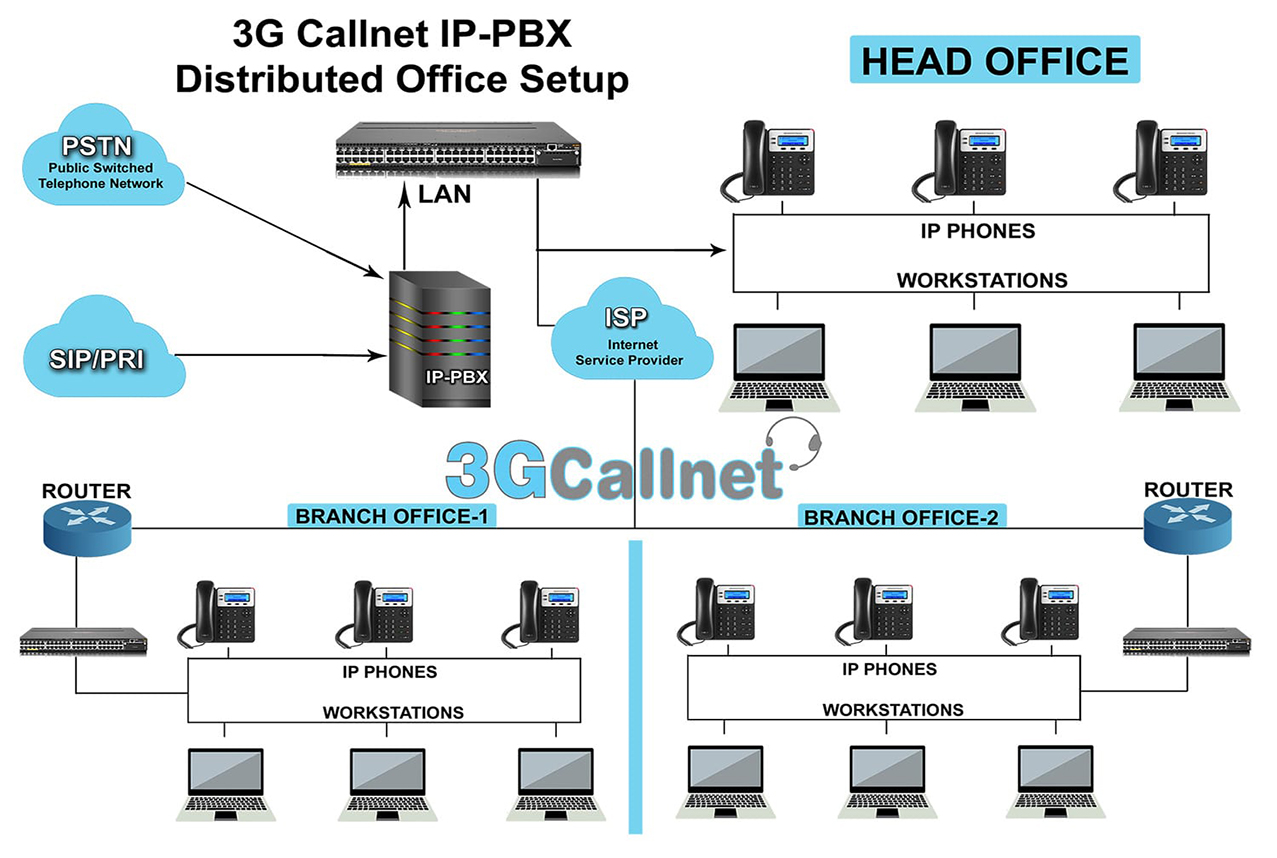 3G Callnet IP-PBX
Distributed Office Setup
HEAD OFFICE
PSTN
Public Switched
Telephone Network
LAN
IP PHONES
WORKSTATIONS
ISP
Internet
Service Provider
SIP/PRI
IP-PBX
3GCallnet
ROUTER
BRANCH OFFICE-1
BRANCH OFFICE-2
ROUTER
IP PHONES
WORKSTATIONS
IP PHONES
WORKSTATIONS